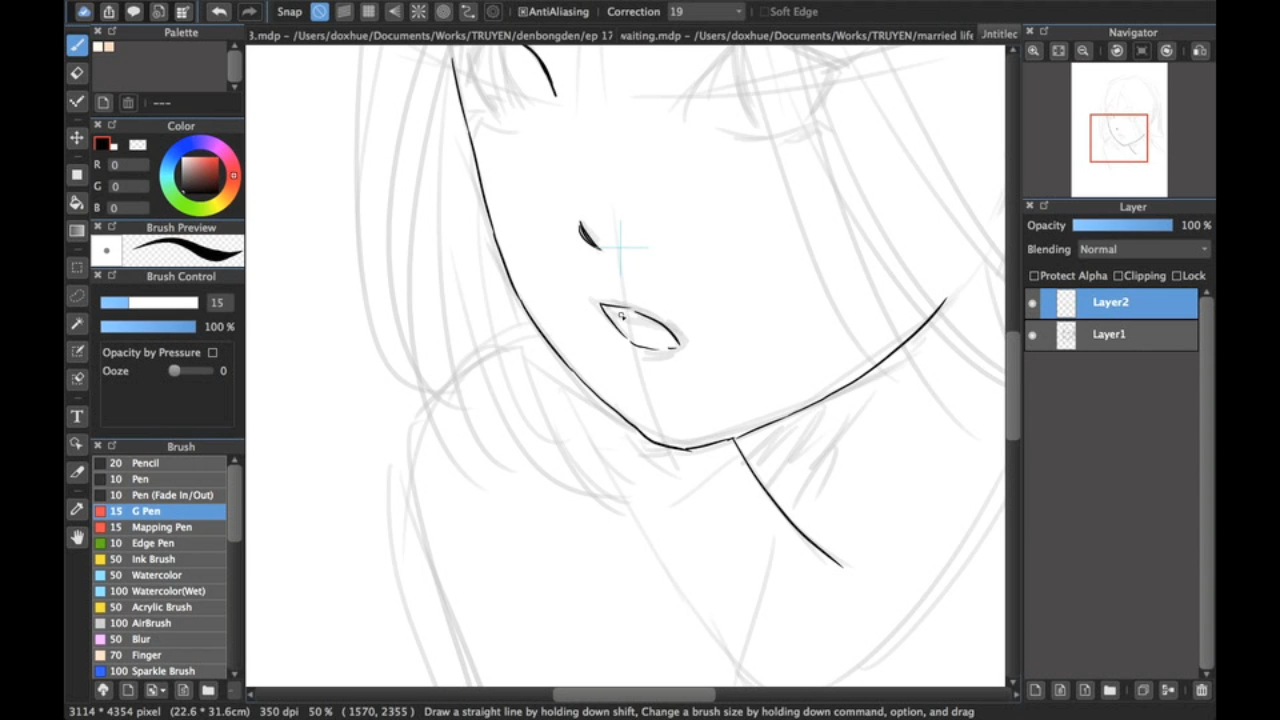 Snap AntiAliasing Correction 19 Soft Edge
3.mdp – /Users/doxhue/Documents/Works/TRUYEN/denbongden/ep 17
waiting.mdp – /Users/doxhue/Documents/Works/TRUYEN/married life
Untitled
Palette
---
Color
R 0
G 0
B 0
Brush Preview
Brush Control
15
100 %
Opacity by Pressure
Ooze 0
Brush
20 Pencil
10 Pen
10 Pen (Fade In/Out)
15 G Pen
15 Mapping Pen
10 Edge Pen
50 Ink Brush
50 Watercolor
100 Watercolor(Wet)
50 Acrylic Brush
100 AirBrush
50 Blur
70 Finger
100 Sparkle Brush
T
Navigator
Layer
Opacity 100 %
Blending Normal
Protect Alpha Clipping Lock
Layer2
Layer1
3114 * 4354 pixel (22.6 * 31.6cm) 350 dpi 50 % ( 1570, 2355 ) Draw a straight line by holding down shift, Change a brush size by holding down command, option, and drag